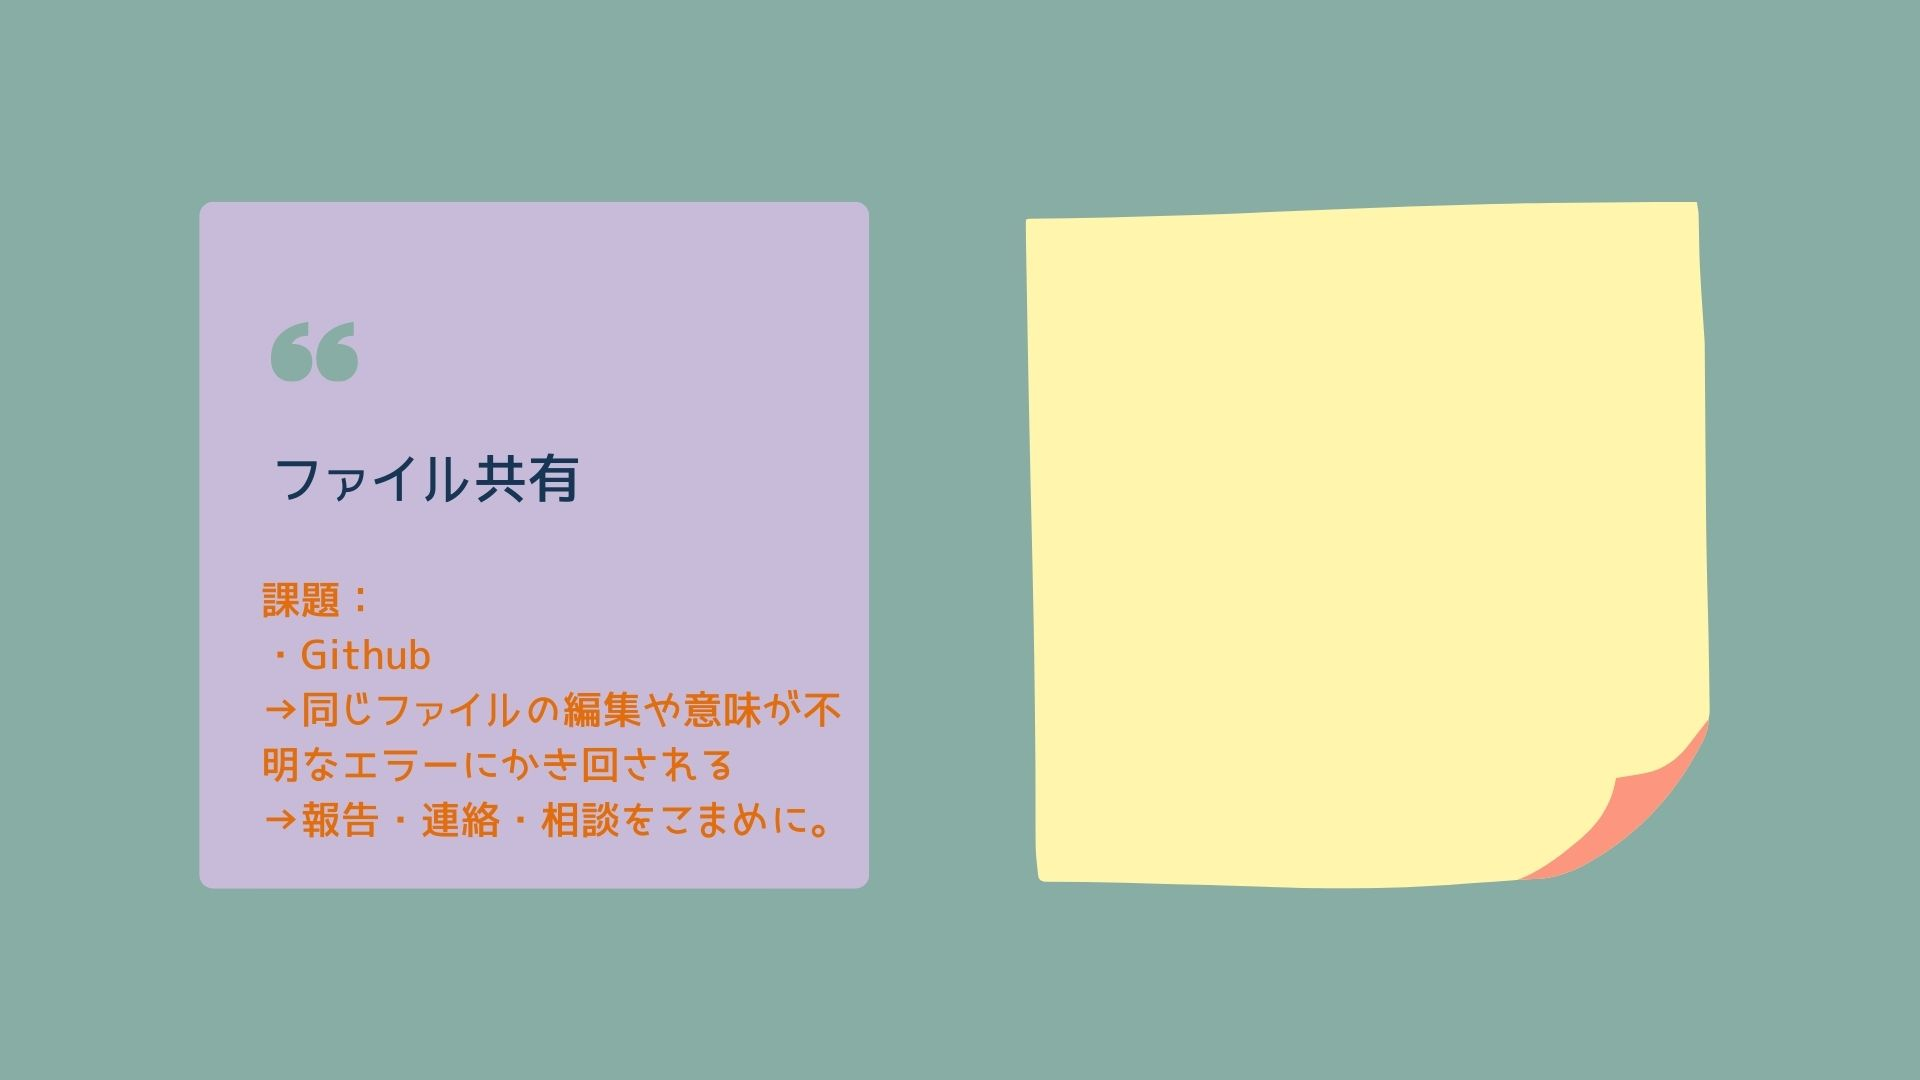 “
ファイル共有
課題：
・Github
→同じファイルの編集や意味が不
明なエラーにかき回される
→報告・連絡・相談をこまめに。